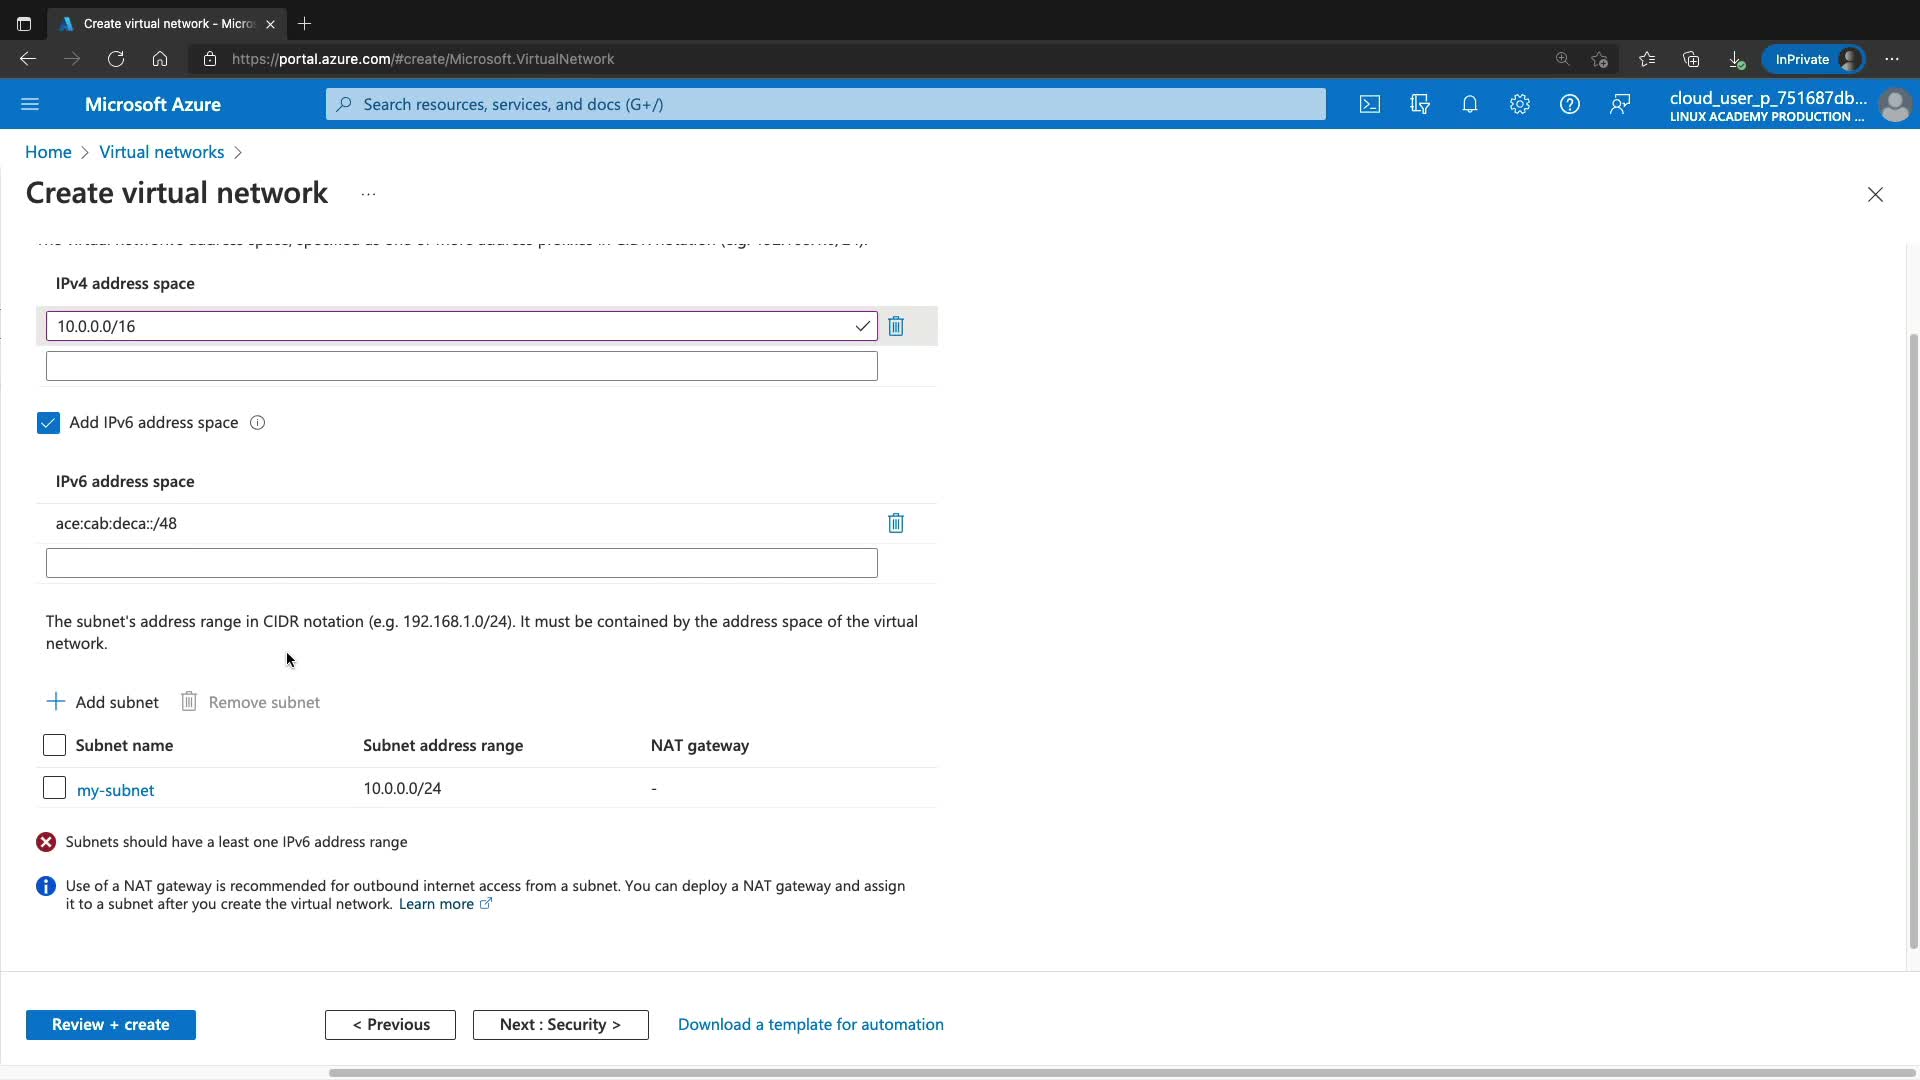 Create virtual network - Micros
https://portal.azure.com/#create/Microsoft.VirtualNetwork
InPrivate
Microsoft Azure
Search resources, services, and docs (G+/)
cloud_user_p_751687db...
LINUX ACADEMY PRODUCTION ...
Home > Virtual networks >
Create virtual network ...
IPv4 address space
10.0.0.0/16
Add IPv6 address space
IPv6 address space
ace:cab:deca::/48
The subnet's address range in CIDR notation (e.g. 192.168.1.0/24). It must be contained by the address space of the virtual
network.
Add subnet Remove subnet
Subnet name Subnet address range NAT gateway
my-subnet 10.0.0.0/24 -
Subnets should have a least one IPv6 address range
Use of a NAT gateway is recommended for outbound internet access from a subnet. You can deploy a NAT gateway and assign
it to a subnet after you create the virtual network. Learn more
Review + create < Previous Next : Security > Download a template for automation